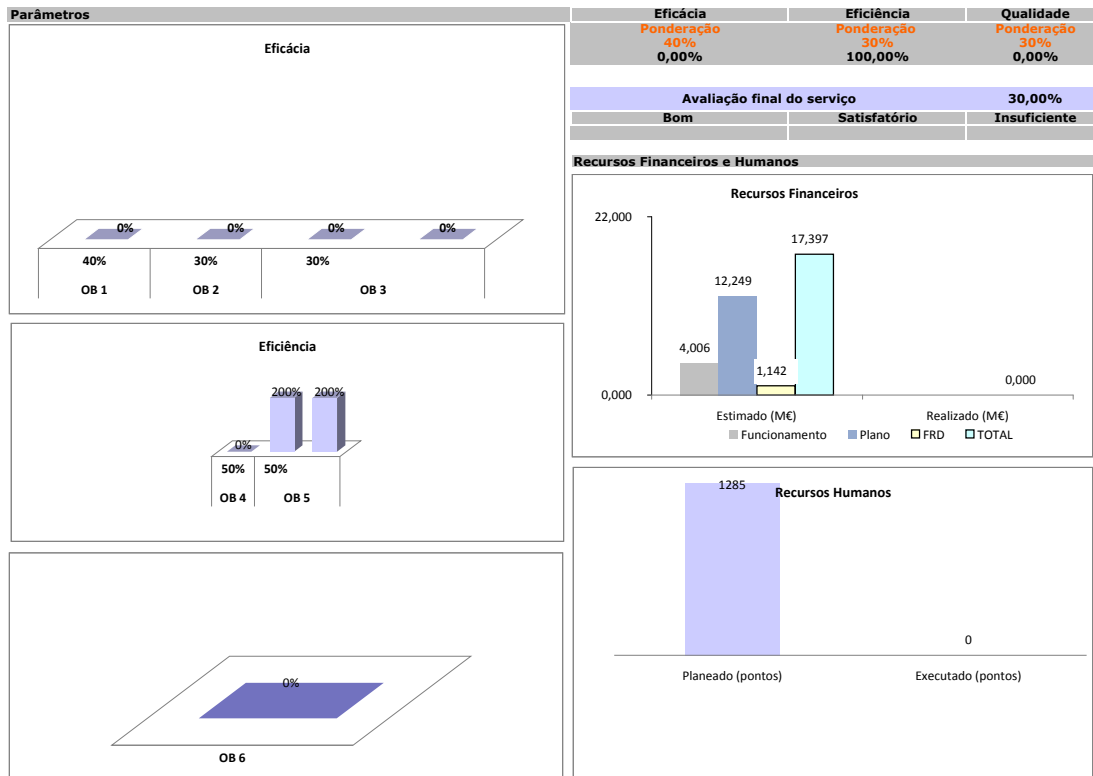 Parâmetros
Eficácia
0% 0% 0% 0%
40% 30% 30%
OB 1 OB 2 OB 3
Eficiência
200% 200%
0%
50% 50%
OB 4 OB 5
0%
OB 6
Eficácia Eficiência Qualidade
Ponderação Ponderação Ponderação
40% 30% 30%
0,00% 100,00% 0,00%
Avaliação final do serviço 30,00%
Bom Satisfatório Insuficiente
Recursos Financeiros e Humanos
Recursos Financeiros
22,000
17,397
12,249
4,006
1,142
0,000
0,000
Estimado (M€) Realizado (M€)
Funcionamento Plano FRD TOTAL
1285
Recursos Humanos
0
Planeado (pontos) Executado (pontos)